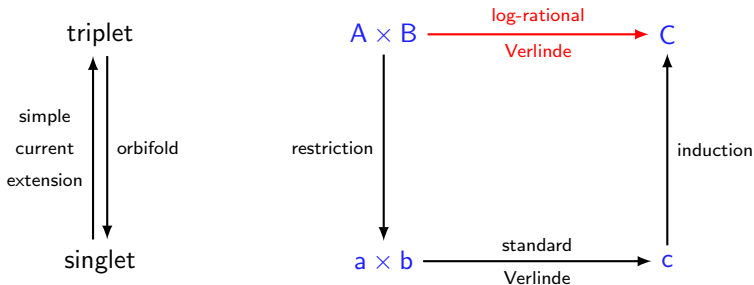 triplet
simple
current
extension
orbifold
singlet
A × B
log-rational
Verlinde
C
restriction
induction
a × b
standard
Verlinde
c